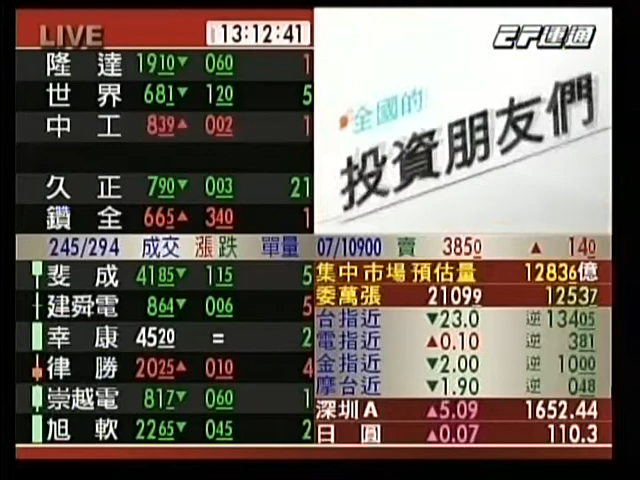 LIVE 13:12:41
EF建通
隆達 1910▼ 060 1
世界 681▼ 120 5
中工 839▲ 002 1
久正 790▼ 003 21
鑽全 665▲ 340 1
全國的
投資朋友們
245/294 成交 漲跌 單量
斐成 4185▼ 115 5
建舜電 864▼ 006 5
幸康 4520 = 2
律勝 2025▲ 010 4
崇越電 817▼ 060 1
旭軟 2265▼ 045 2
07/10900 賣 3850 ▲ 140
集中市場預估量 12836億
委萬張 21099 12537
台指近 ▼23.0 逆 13405
電指近 ▲0.10 逆 381
金指近 ▼2.00 逆 1000
摩台近 ▼1.90 逆 048
深圳A ▲5.09 1652.44
日圓 ▲0.07 110.3